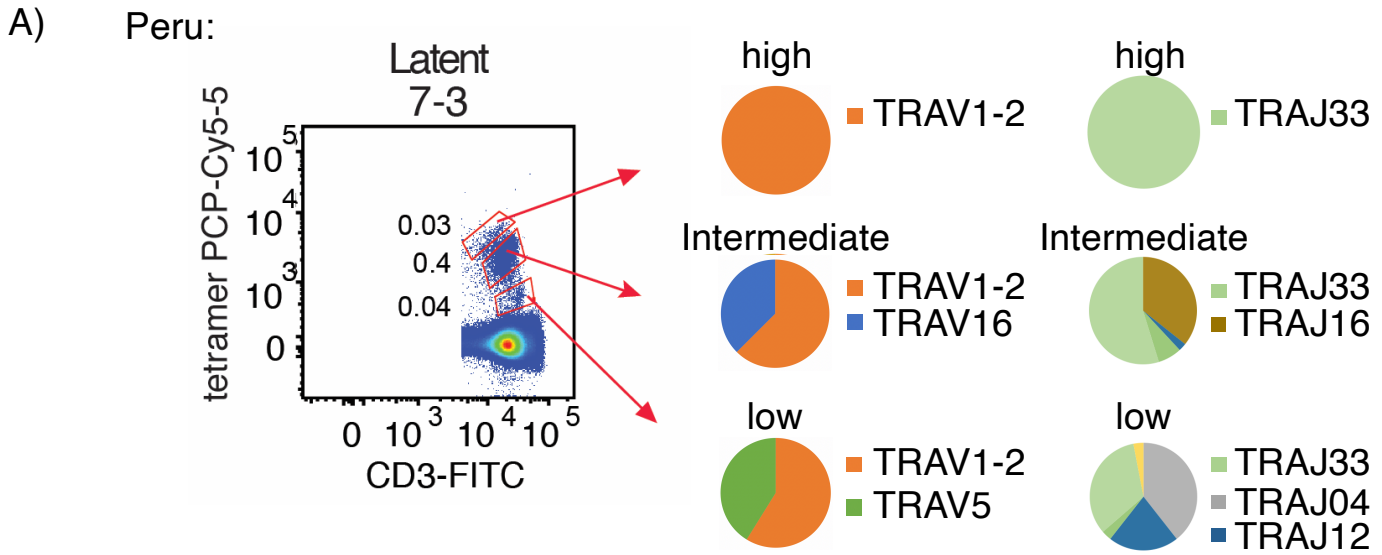 A)
Peru:
Latent
7-3
tetramer PCP-Cy5-5
10^5
10^4
10^3
0
0.03
0.4
0.04
0 10^3 10^4 10^5
CD3-FITC
high
TRAV1-2
high
TRAJ33
Intermediate
TRAV1-2
TRAV16
Intermediate
TRAJ33
TRAJ16
low
TRAV1-2
TRAV5
low
TRAJ33
TRAJ04
TRAJ12